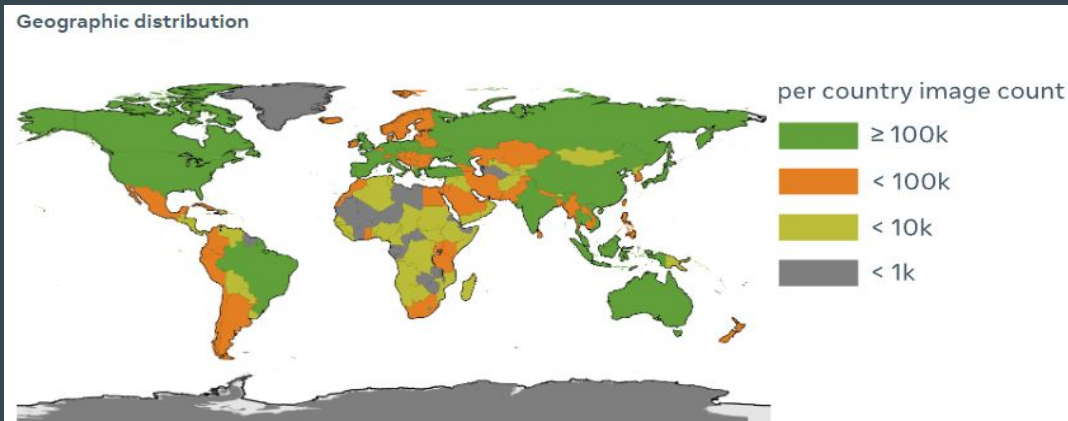 Geographic distribution
per country image count
≥ 100k
< 100k
< 10k
< 1k